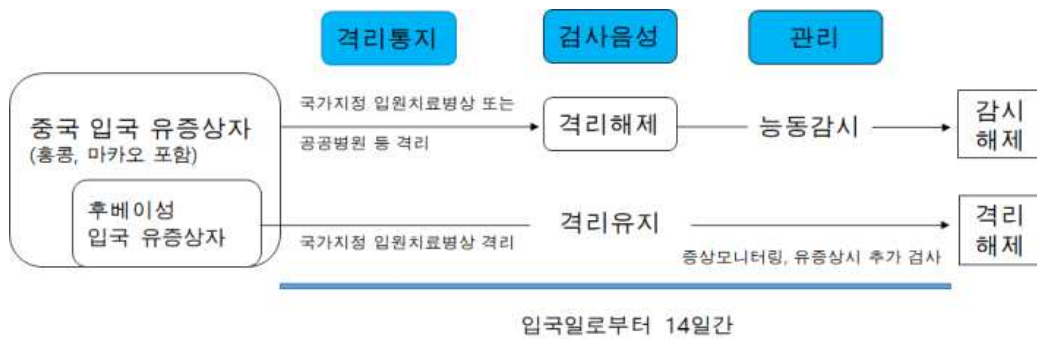 격리통지
검사음성
관리
중국 입국 유증상자
(홍콩, 마카오 포함)
국가지정 입원치료병상 또는
공공병원 등 격리
격리해제
능동감시
감시
해제
후베이성
입국 유증상자
국가지정 입원치료병상 격리
격리유지
증상모니터링, 유증상시 추가 검사
격리
해제
입국일로부터 14일간